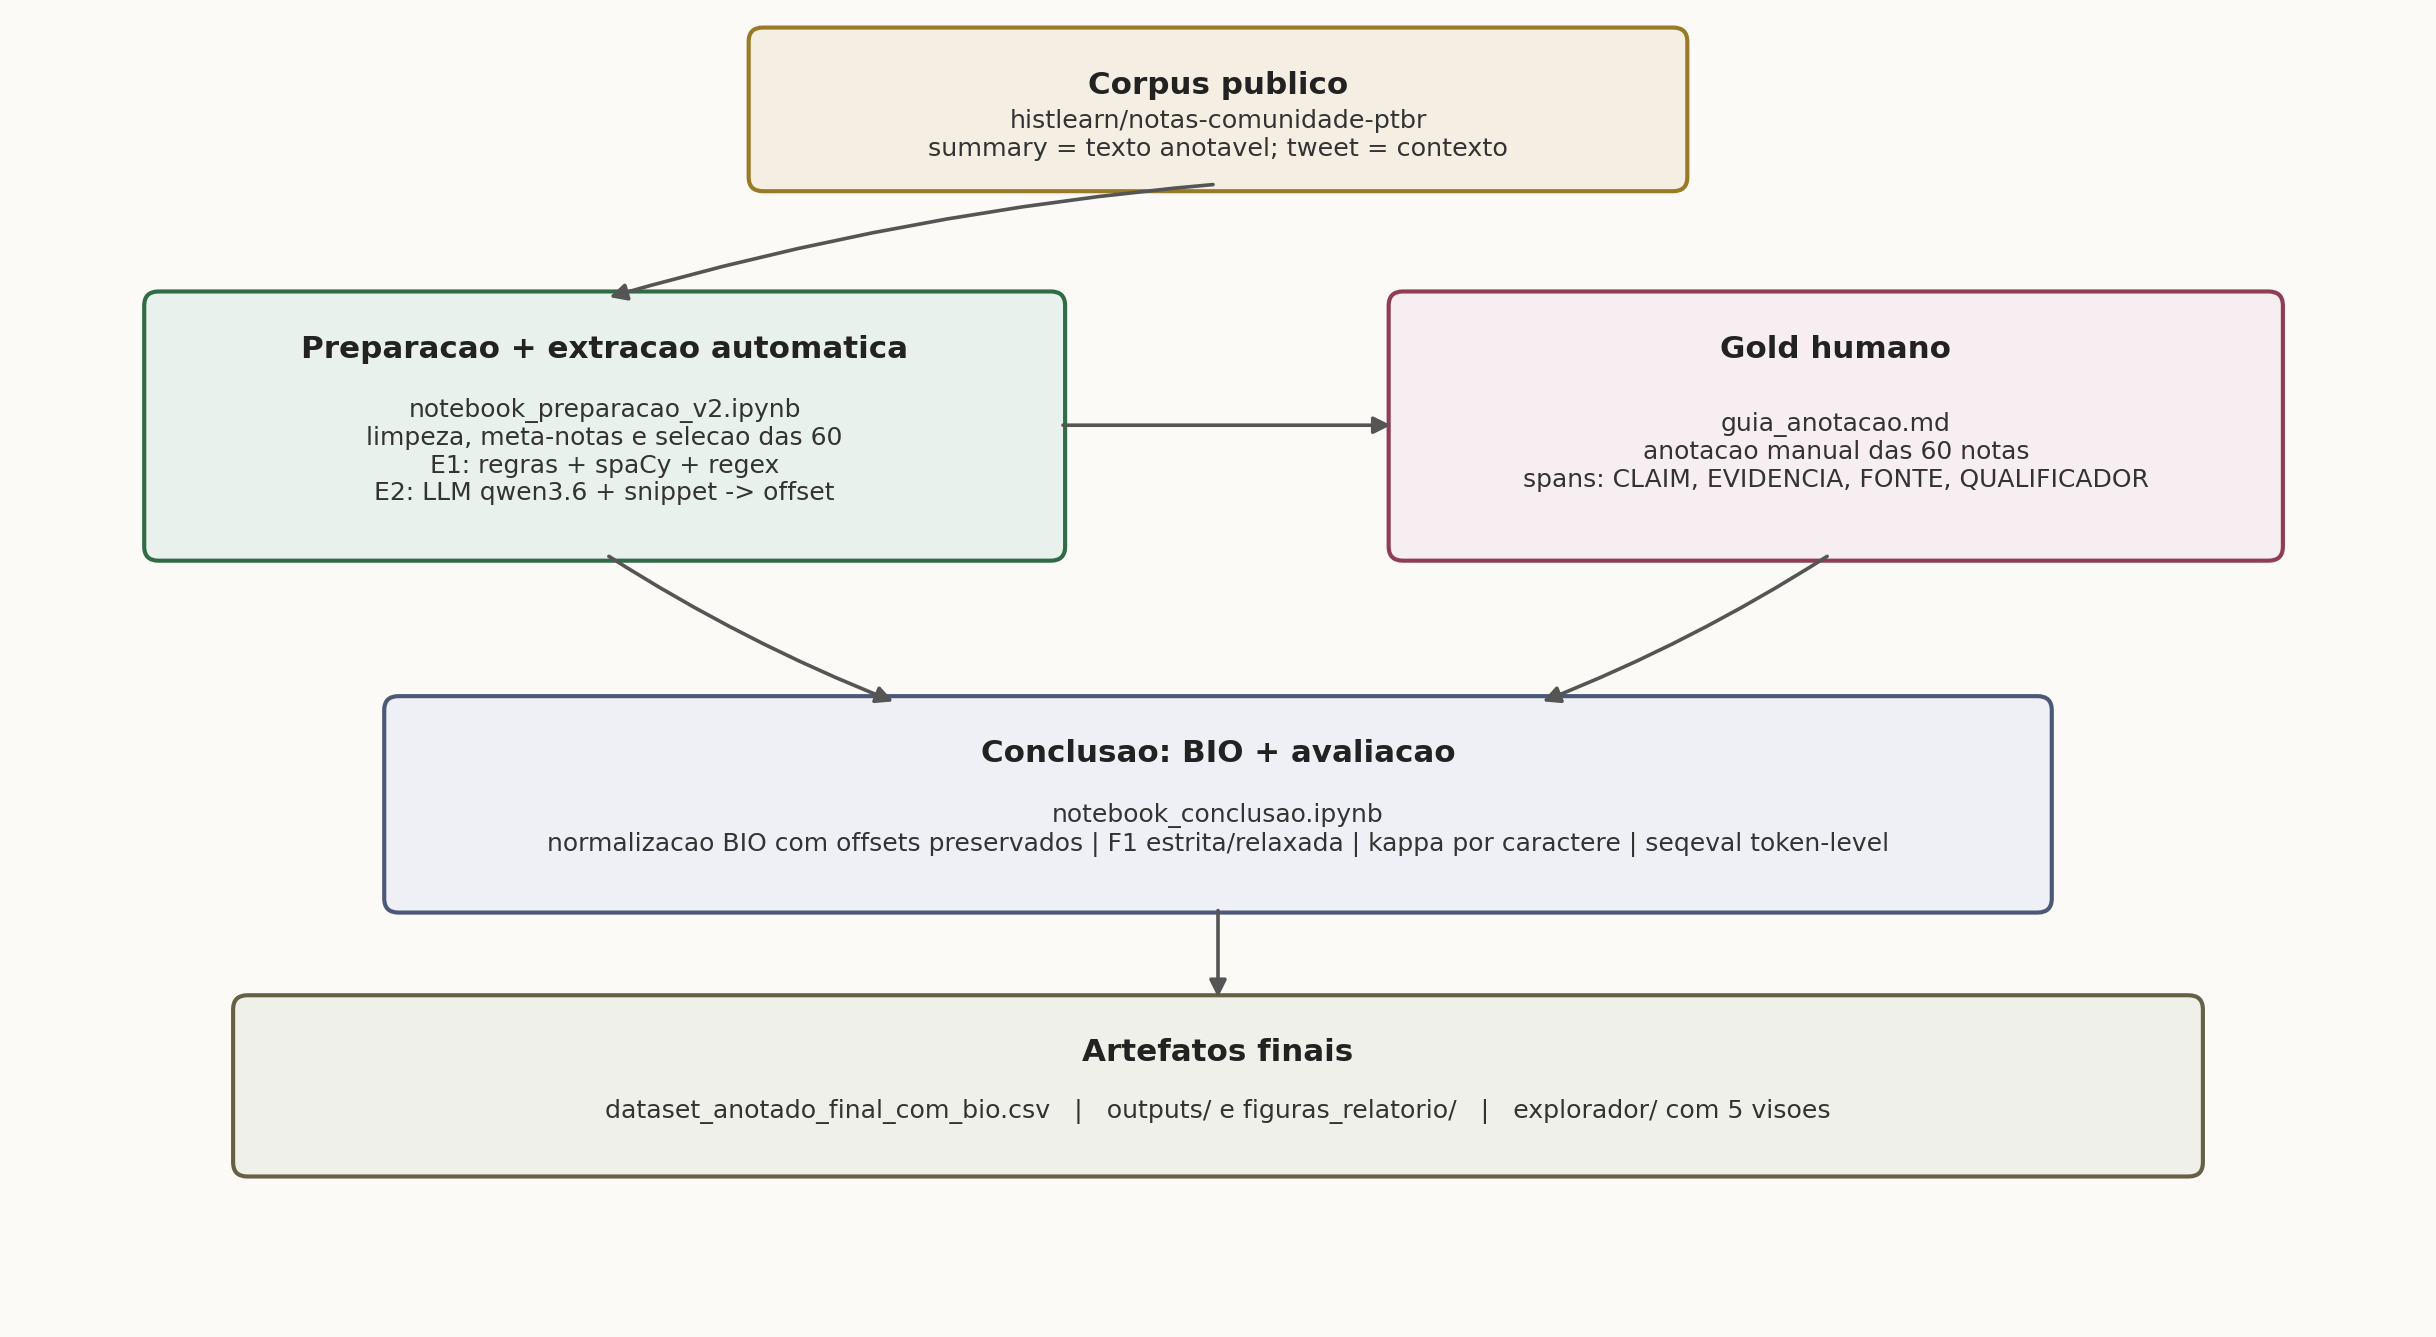 Corpus publico
histlearn/notas-comunidade-ptbr
summary = texto anotavel; tweet = contexto
Preparacao + extracao automatica
notebook_preparacao_v2.ipynb
limpeza, meta-notas e selecao das 60
E1: regras + spaCy + regex
E2: LLM qwen3.6 + snippet -> offset
Gold humano
guia_anotacao.md
anotacao manual das 60 notas
spans: CLAIM, EVIDENCIA, FONTE, QUALIFICADOR
Conclusao: BIO + avaliacao
notebook_conclusao.ipynb
normalizacao BIO com offsets preservados | F1 estrita/relaxada | kappa por caractere | seqeval token-level
Artefatos finais
dataset_anotado_final_com_bio.csv | outputs/ e figuras_relatorio/ | explorador/ com 5 visoes